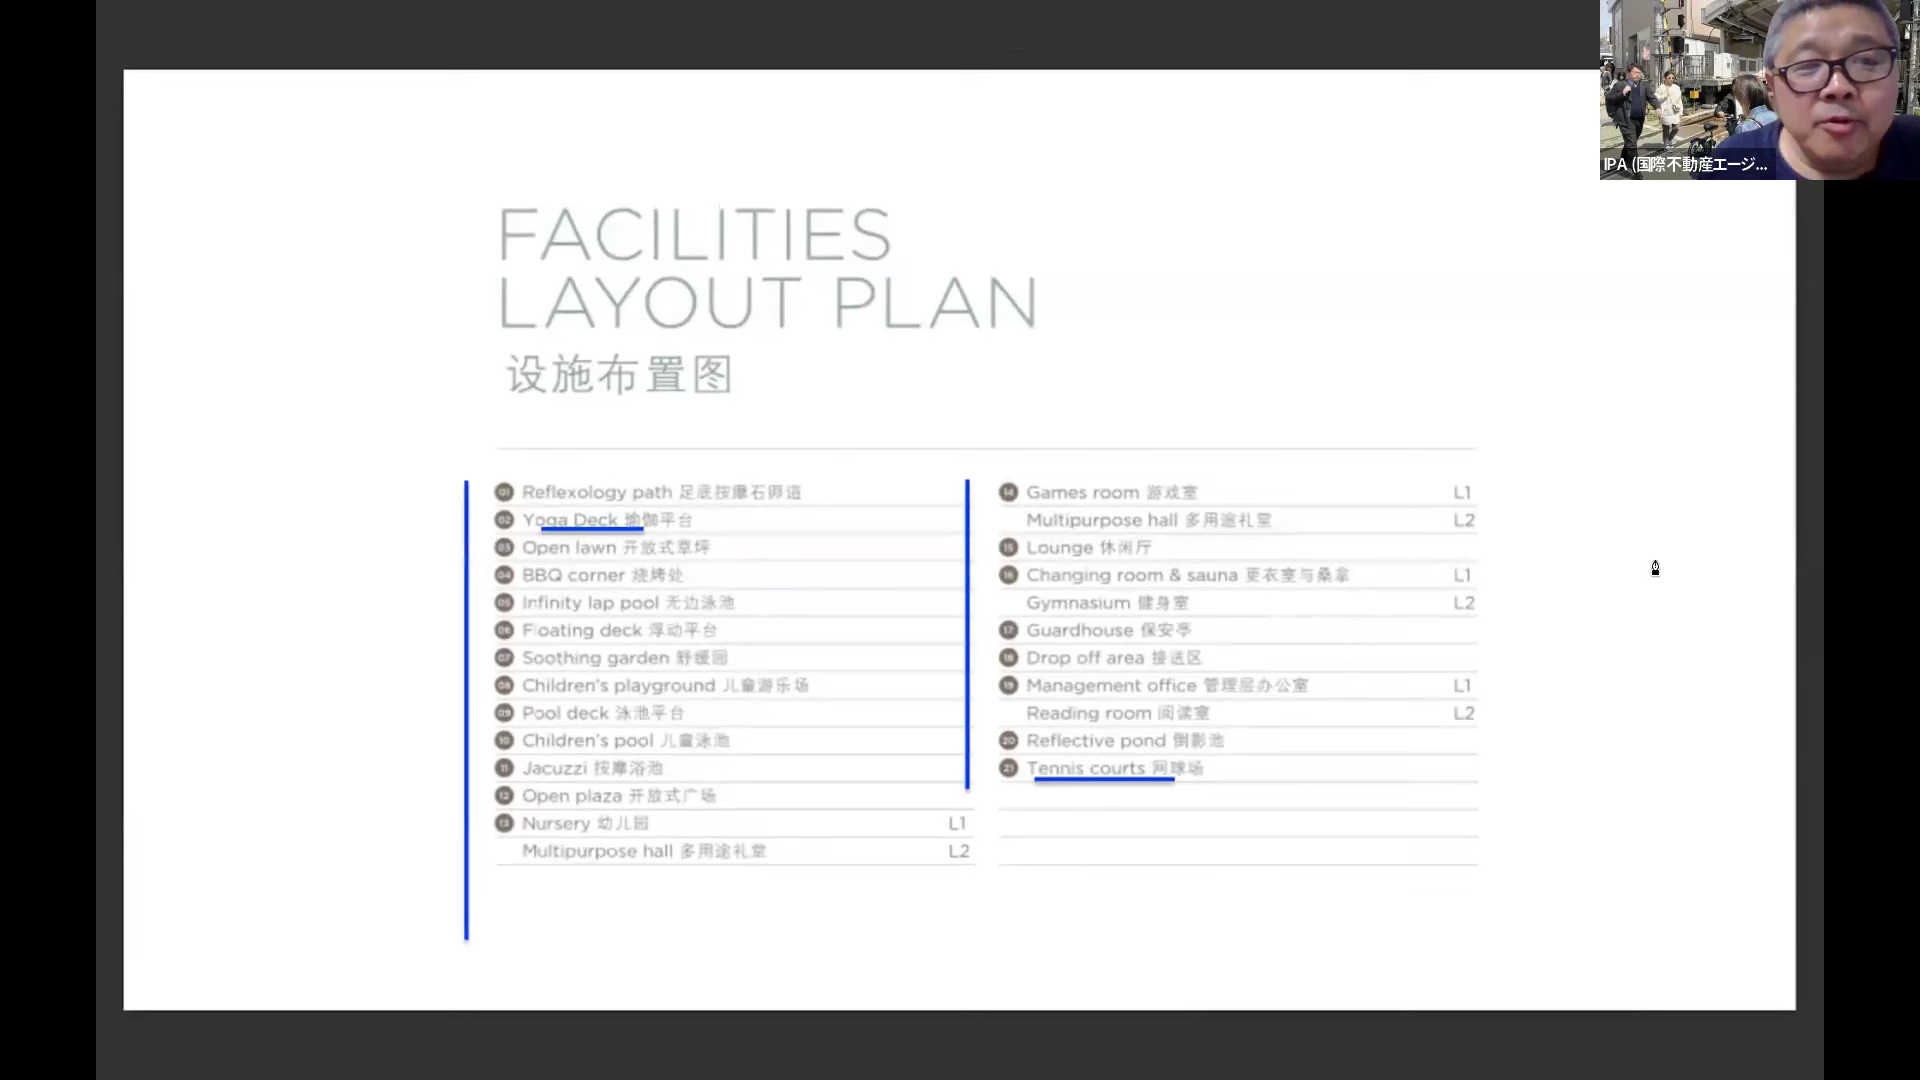 IPA (国際不動産エージ...
FACILITIES
LAYOUT PLAN
设施布置图
01 Reflexology path 足底按摩石卵道
02 Yoga Deck 瑜伽平台
03 Open lawn 开放式草坪
04 BBQ corner 烧烤处
05 Infinity lap pool 无边泳池
06 Floating deck 浮动平台
07 Soothing garden 舒缓园
08 Children's playground 儿童游乐场
09 Pool deck 泳池平台
10 Children's pool 儿童泳池
11 Jacuzzi 按摩浴池
12 Open plaza 开放式广场
13 Nursery 幼儿园 L1
Multipurpose hall 多用途礼堂 L2
14 Games room 游戏室 L1
Multipurpose hall 多用途礼堂 L2
15 Lounge 休闲厅
16 Changing room & sauna 更衣室与桑拿 L1
Gymnasium 健身室 L2
17 Guardhouse 保安亭
18 Drop off area 接送区
19 Management office 管理层办公室 L1
Reading room 阅读室 L2
20 Reflective pond 倒影池
21 Tennis courts 网球场